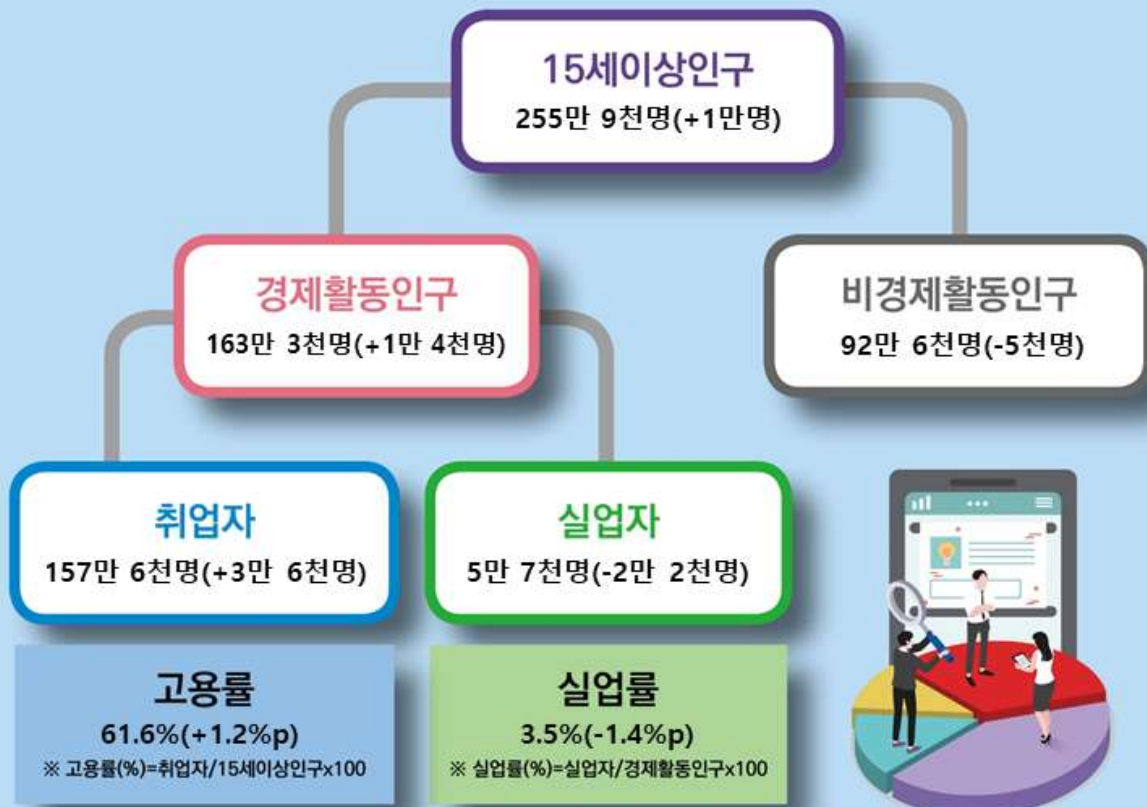 15세이상인구
255만 9천명(+1만명)
경제활동인구
163만 3천명(+1만 4천명)
비경제활동인구
92만 6천명(-5천명)
취업자
157만 6천명(+3만 6천명)
실업자
5만 7천명(-2만 2천명)
고용률
61.6%(+1.2%p)
※ 고용률(%)=취업자/15세이상인구x100
실업률
3.5%(-1.4%p)
※ 실업률(%)=실업자/경제활동인구x100